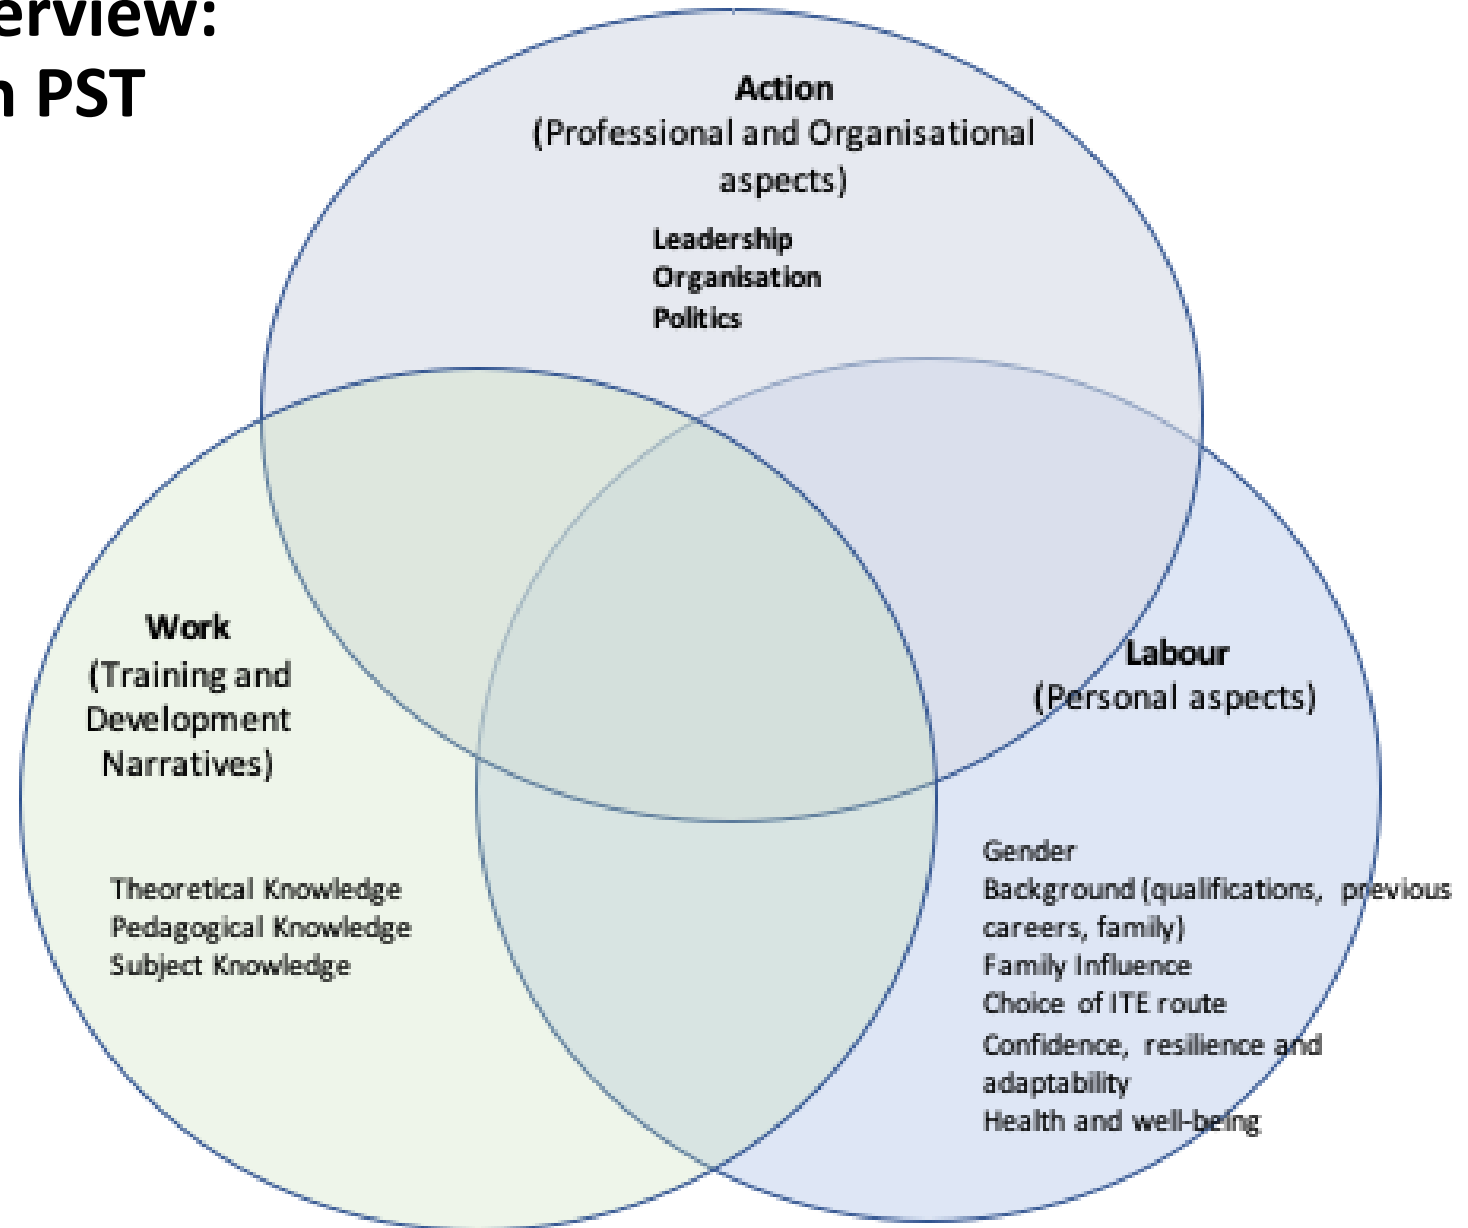 erview:
n PST
Action
(Professional and Organisational
aspects)
Leadership
Organisation
Politics
Work
(Training and
Development
Narratives)
Theoretical Knowledge
Pedagogical Knowledge
Subject Knowledge
Labour
(Personal aspects)
Gender
Background (qualifications, previous
careers, family)
Family Influence
Choice of ITE route
Confidence, resilience and
adaptability
Health and well-being